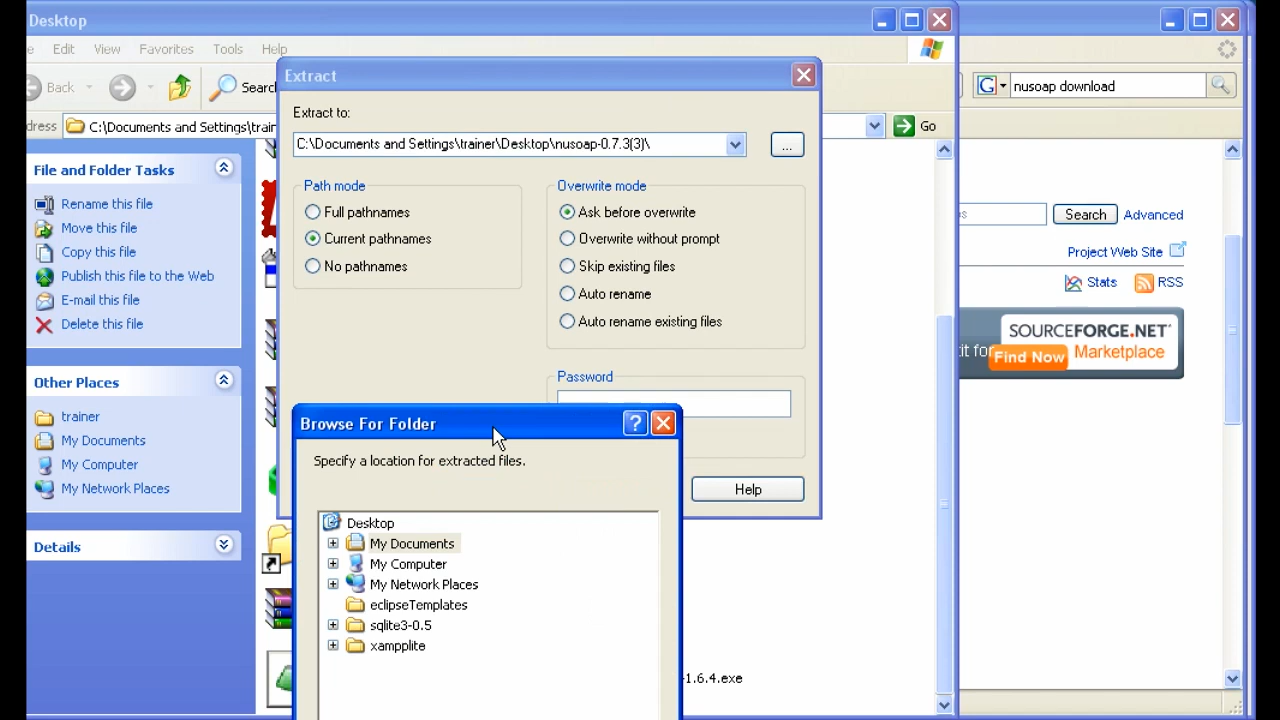 Desktop
Edit View Favorites Tools Help
Back
dress C:\Documents and Settings\train
Go
File and Folder Tasks
Rename this file
Move this file
Copy this file
Publish this file to the Web
E-mail this file
Delete this file
Other Places
trainer
My Documents
My Computer
My Network Places
Details
Extract
Extract to:
C:\Documents and Settings\trainer\Desktop\nusoap-0.7.3(3)\
...
Path mode
Full pathnames
Current pathnames
No pathnames
Overwrite mode
Ask before overwrite
Overwrite without prompt
Skip existing files
Auto rename
Auto rename existing files
Password
Help
Browse For Folder
?
Specify a location for extracted files.
Desktop
My Documents
My Computer
My Network Places
eclipseTemplates
sqlite3-0.5
xampplite
-1.6.4.exe
G nusoap download
Search Advanced
Project Web Site
Stats RSS
SOURCEFORGE.NET
it for Find Now Marketplace